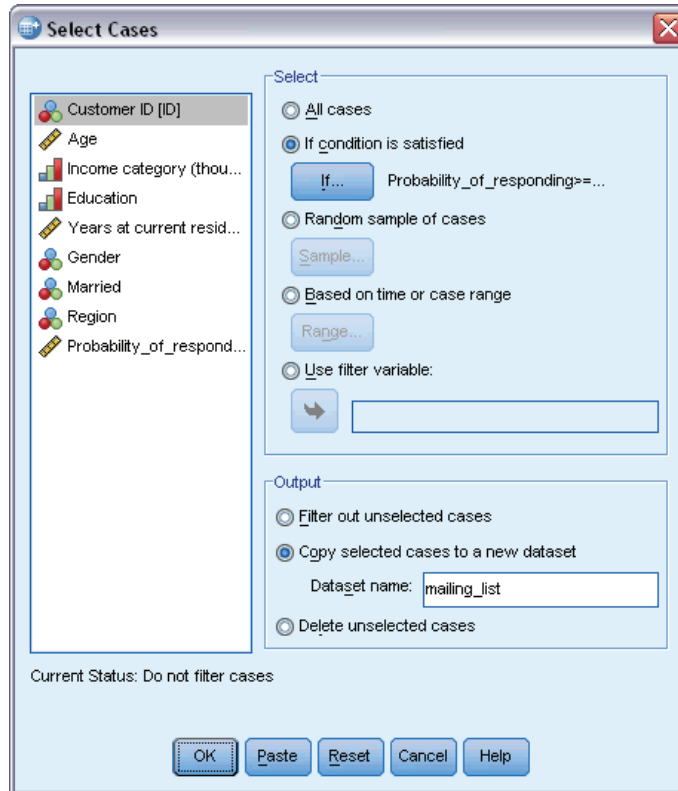 Select Cases
Customer ID [ID]
Age
Income category (thou...
Education
Years at current resid...
Gender
Married
Region
Probability_of_respond...
Select
All cases
If condition is satisfied
If...
Probability_of_responding>=...
Random sample of cases
Sample...
Based on time or case range
Range...
Use filter variable:
Output
Filter out unselected cases
Copy selected cases to a new dataset
Dataset name: mailing_list
Delete unselected cases
Current Status: Do not filter cases
OK
Paste
Reset
Cancel
Help